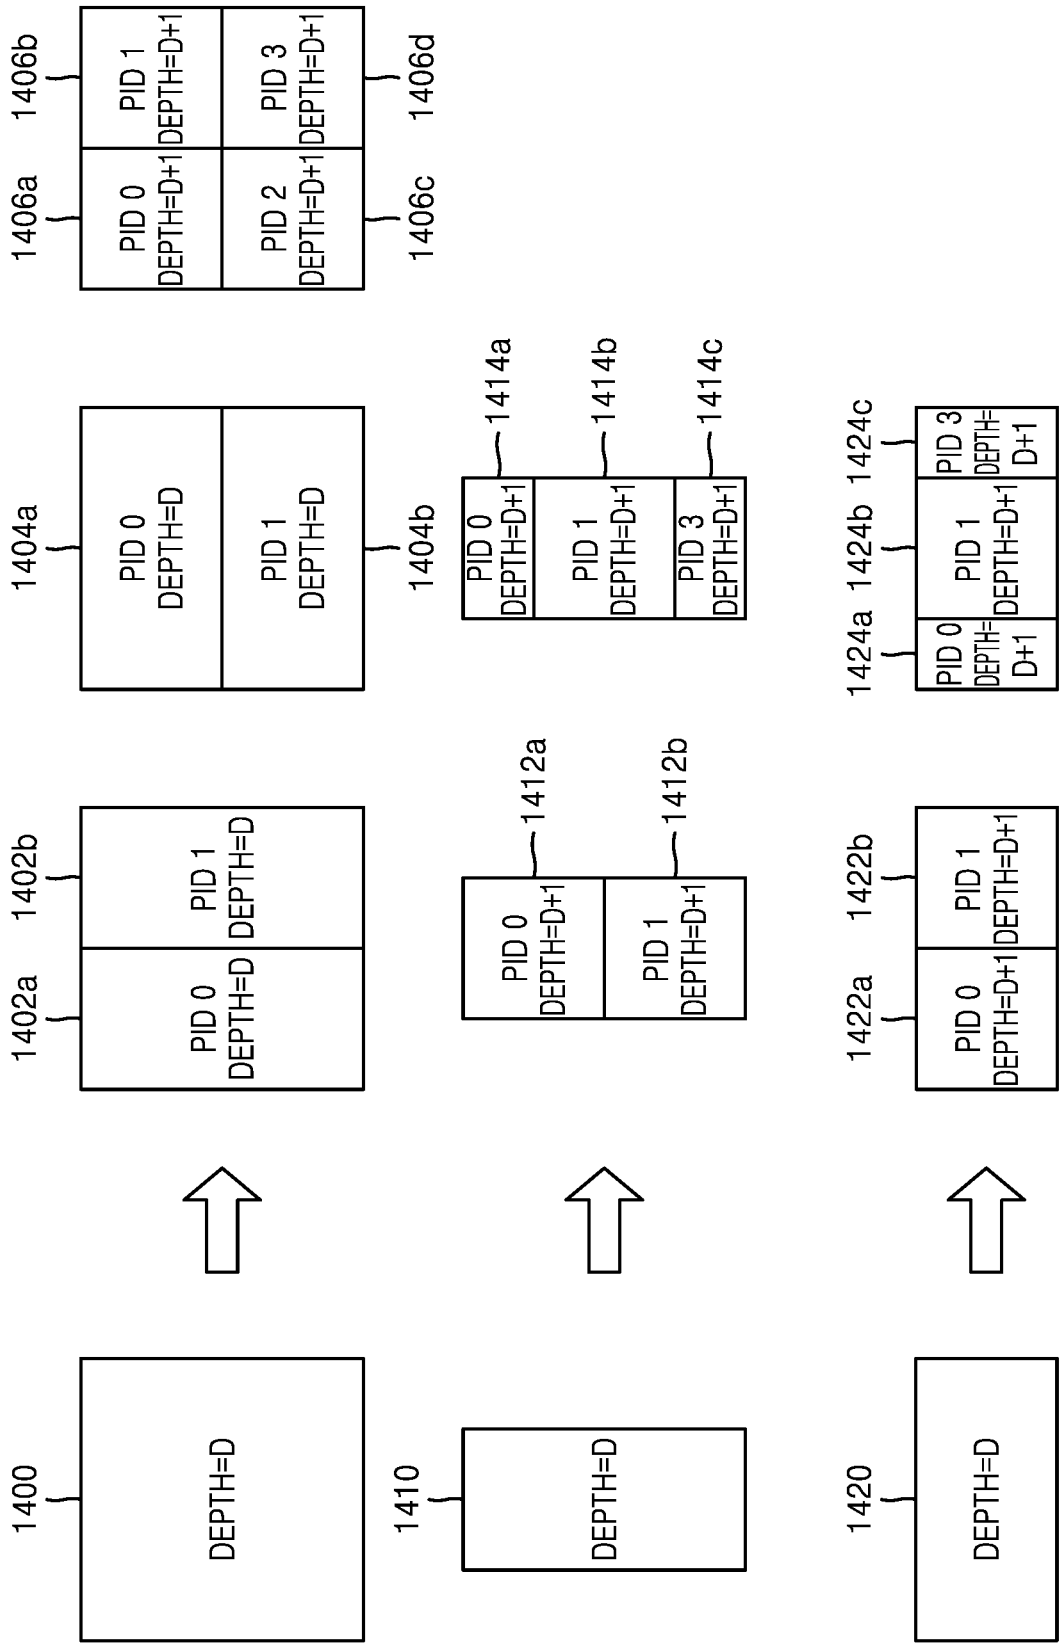 1400
DEPTH=D
1402a
1402b
PID 0
DEPTH=D
PID 1
DEPTH=D
1404a
PID 0
DEPTH=D
PID 1
DEPTH=D
1404b
1406a
1406b
PID 0
DEPTH=D+1
PID 1
DEPTH=D+1
PID 2
DEPTH=D+1
PID 3
DEPTH=D+1
1406c
1406d
1410
DEPTH=D
PID 0
DEPTH=D+1
1412a
PID 1
DEPTH=D+1
1412b
PID 0
DEPTH=D+1
1414a
PID 1
DEPTH=D+1
1414b
PID 3
DEPTH=D+1
1414c
1420
DEPTH=D
1422a
1422b
PID 0
DEPTH=D+1
PID 1
DEPTH=D+1
1424a
1424b
1424c
PID 0
DEPTH=
D+1
PID 1
DEPTH=D+1
PID 3
DEPTH=
D+1